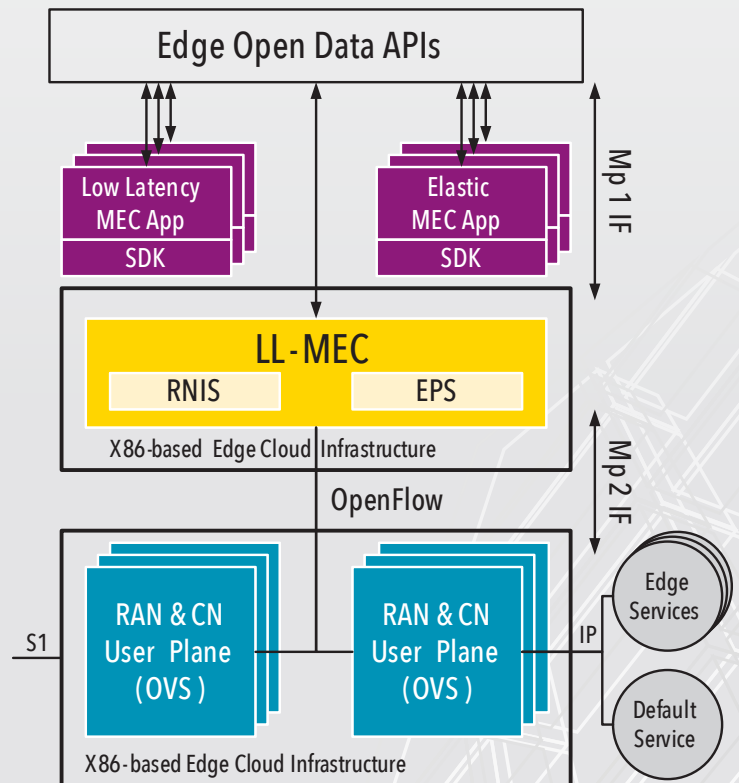 Edge Open Data APIs
Low Latency
MEC App
SDK
Elastic
MEC App
SDK
Mp1 IF
LL-MEC
RNIS
EPS
X86-based Edge Cloud Infrastructure
Mp2 IF
OpenFlow
RAN & CN
User Plane
(OVS)
RAN & CN
User Plane
(OVS)
S1
IP
Edge
Services
Default
Service
X86-based Edge Cloud Infrastructure